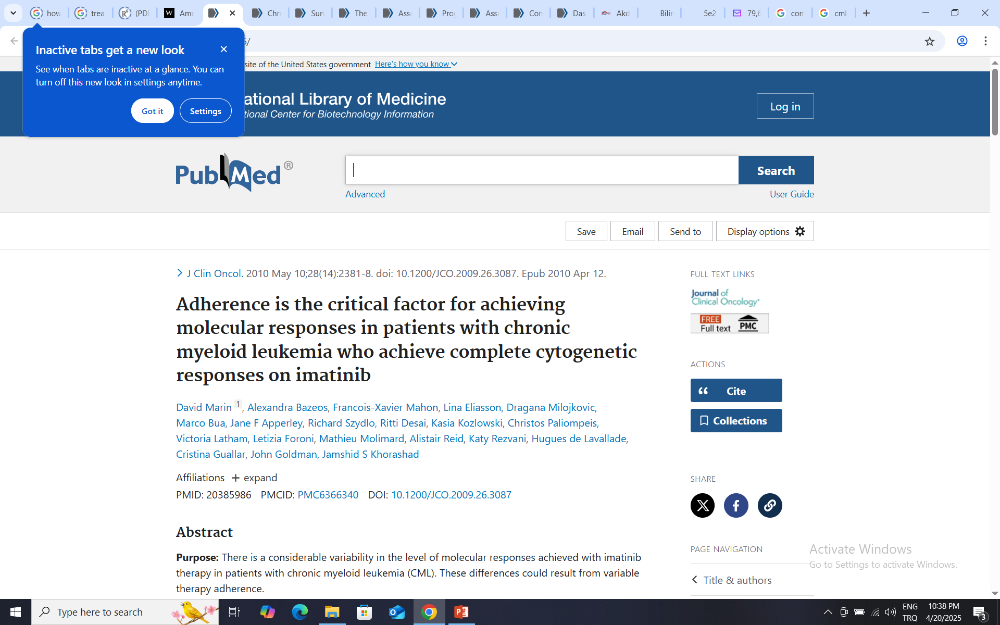 how
trea
(PDF
Ame
Chr
Sur
The
Ass
Pro
Ass
Con
Das
Akd
Bilir
5e2
79,6
con
cml
Inactive tabs get a new look
See when tabs are inactive at a glance. You can
turn off this new look in settings anytime.
Got it
Settings
site of the United States government Here's how you know
ational Library of Medicine
tional Center for Biotechnology Information
Log in
PubMed®
Search
Advanced
User Guide
Save
Email
Send to
Display options
J Clin Oncol. 2010 May 10;28(14):2381-8. doi: 10.1200/JCO.2009.26.3087. Epub 2010 Apr 12.
Adherence is the critical factor for achieving
molecular responses in patients with chronic
myeloid leukemia who achieve complete cytogenetic
responses on imatinib
David Marin 1, Alexandra Bazeos, Francois-Xavier Mahon, Lina Eliasson, Dragana Milojkovic,
Marco Bua, Jane F Apperley, Richard Szydlo, Ritti Desai, Kasia Kozlowski, Christos Paliompeis,
Victoria Latham, Letizia Foroni, Mathieu Molimard, Alistair Reid, Katy Rezvani, Hugues de Lavallade,
Cristina Guallar, John Goldman, Jamshid S Khorashad
Affiliations + expand
PMID: 20385986 PMCID: PMC6366340 DOI: 10.1200/JCO.2009.26.3087
Abstract
Purpose: There is a considerable variability in the level of molecular responses achieved with imatinib
therapy in patients with chronic myeloid leukemia (CML). These differences could result from variable
therapy adherence.
FULL TEXT LINKS
Journal of
Clinical Oncology®
FREE
Full text PMC
ACTIONS
Cite
Collections
SHARE
PAGE NAVIGATION
Title & authors
Activate Windows
Go to Settings to activate Windows.
Type here to search
ENG
TRQ
10:38 PM
4/20/2025
3